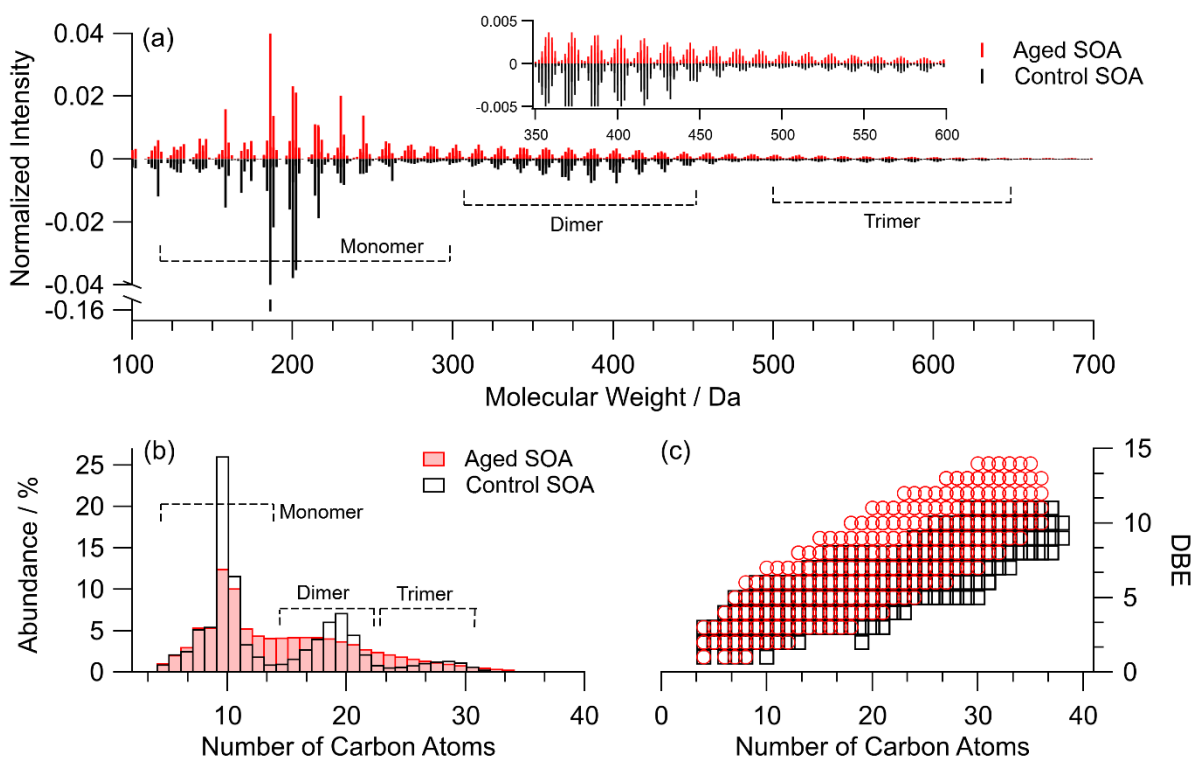 (a)
Normalized Intensity
0.04
0.02
0
-0.02
-0.04
-0.16
0.005
0
-0.005
350 400 450 500 550 600
Aged SOA
Control SOA
Monomer
Dimer
Trimer
100 200 300 400 500 600 700
Molecular Weight / Da
(b)
Abundance / %
25
20
15
10
5
0
Aged SOA
Control SOA
Monomer
Dimer
Trimer
10 20 30 40
Number of Carbon Atoms
(c)
15
10
5
0
DBE
0 10 20 30 40
Number of Carbon Atoms